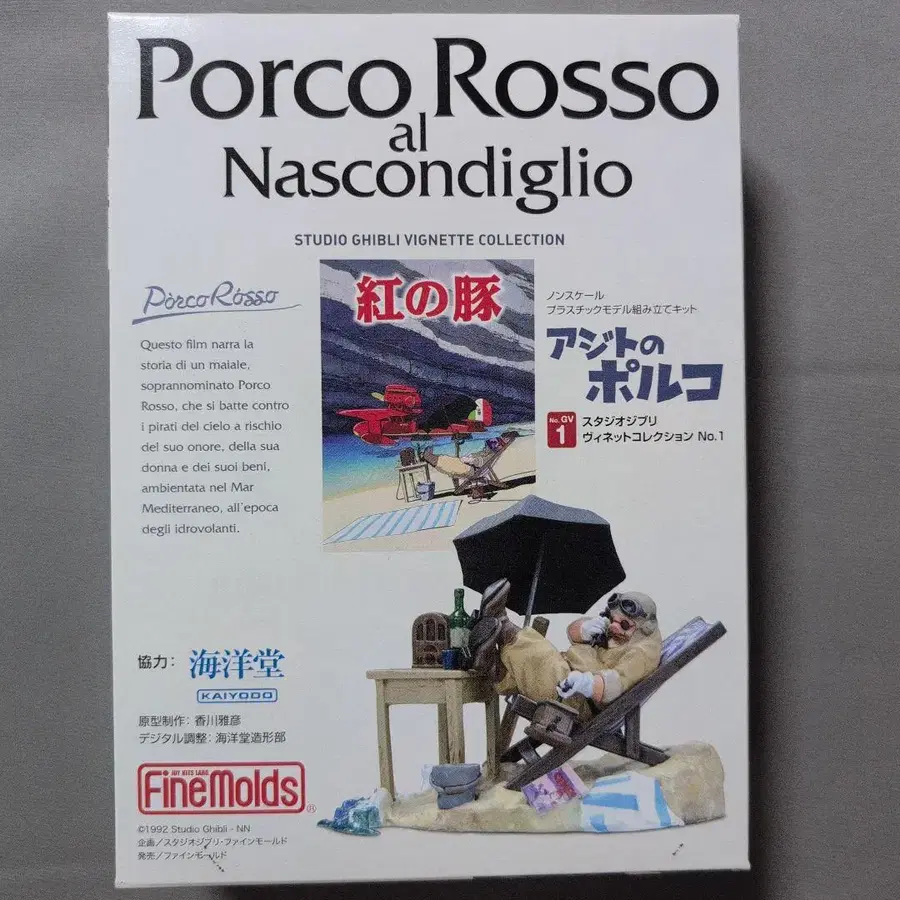 Porco Rosso
al
Nascondiglio
STUDIO GHIBLI VIGNETTE COLLECTION
Porco Rosso
Questo film narra la
storia di un maiale,
soprannominato Porco
Rosso, che si batte contro
i pirati del cielo a rischio
del suo onore, della sua
donna e dei suoi beni,
ambientata nel Mar
Mediterraneo, all'epoca
degli idrovolanti.
紅の豚
ノンスケール
プラスチックモデル組み立てキット
アジトの
ポルコ
No. GV
1
スタジオジブリ
ヴィネットコレクション No.1
協力: 海洋堂
KAIYODO
原型制作: 香川雅彦
デジタル調整: 海洋堂造形部
FineMolds®
©1992 Studio Ghibli - NN
企画/スタジオジブリ・ファインモールド
発売/ファインモールド